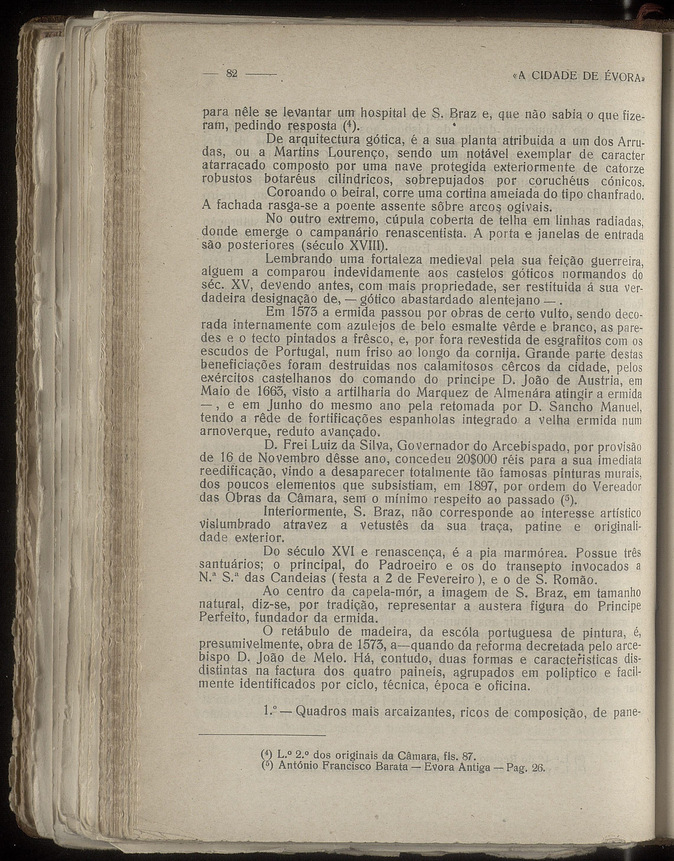 — 82 —— «A CIDADE DE ÉVORA»
para nêle se levantar um hospital de S. Braz e, que não sabia o que fize-
ram, pedindo resposta (⁴).
De arquitectura gótica, é a sua planta atribuida a um dos Arru-
das, ou a Martins Lourenço, sendo um notável exemplar de caracter
atarracado composto por uma nave protegida exteriormente de catorze
robustos botaréus cilindricos, sobrepujados por coruchéus cónicos.
Coroando o beiral, corre uma cortina ameiada do tipo chanfrado.
A fachada rasga-se a poente assente sôbre arcos ogivais.
No outro extremo, cúpula coberta de telha em linhas radiadas,
donde emerge o campanário renascentista. A porta e janelas de entrada
são posteriores (século XVIII).
Lembrando uma fortaleza medieval pela sua feição guerreira,
alguem a comparou indevidamente aos castelos góticos normandos do
séc. XV, devendo antes, com mais propriedade, ser restituida á sua ver-
dadeira designação de, — gótico abastardado alentejano — .
Em 1573 a ermida passou por obras de certo vulto, sendo deco-
rada internamente com azulejos de belo esmalte vêrde e branco, as pare-
des e o tecto pintados a frêsco, e, por fora revestida de esgrafitos com os
escudos de Portugal, num friso ao longo da cornija. Grande parte destas
beneficiações foram destruidas nos calamitosos cêrcos da cidade, pelos
exércitos castelhanos do comando do principe D. João de Austria, em
Maio de 1663, visto a artilharia do Marquez de Almenára atingir a ermida
— , e em Junho do mesmo ano pela retomada por D. Sancho Manuel,
tendo a rêde de fortificações espanholas integrado a velha ermida num
arnoverque, reduto avançado.
D. Frei Luiz da Silva, Governador do Arcebispado, por provisão
de 16 de Novembro dêsse ano, concedeu 20$000 réis para a sua imediata
reedificação, vindo a desaparecer totalmente tão famosas pinturas murais,
dos poucos elementos que subsistiam, em 1897, por ordem do Vereador
das Obras da Câmara, sem o mínimo respeito ao passado (⁵).
Interiormente, S. Braz, não corresponde ao interesse artístico
vislumbrado atravez a vetustês da sua traça, patine e originali-
dade exterior.
Do século XVI e renascença, é a pia marmórea. Possue três
santuários; o principal, do Padroeiro e os do transepto invocados a
N.ª S.ª das Candeias (festa a 2 de Fevereiro), e o de S. Romão.
Ao centro da capela-mór, a imagem de S. Braz, em tamanho
natural, diz-se, por tradição, representar a austera figura do Principe
Perfeito, fundador da ermida.
O retábulo de madeira, da escóla portuguesa de pintura, é,
presumivelmente, obra de 1573, a—quando da reforma decretada pelo arce-
bispo D. João de Melo. Há, contudo, duas formas e caracteristicas dis-
distintas na factura dos quatro paineis, agrupados em poliptico e facil-
mente identificados por ciclo, técnica, época e oficina.
1.º — Quadros mais arcaizantes, ricos de composição, de pane-
(⁴) L.º 2.º dos originais da Câmara, fls. 87.
(⁵) António Francisco Barata — Evora Antiga — Pag. 26.